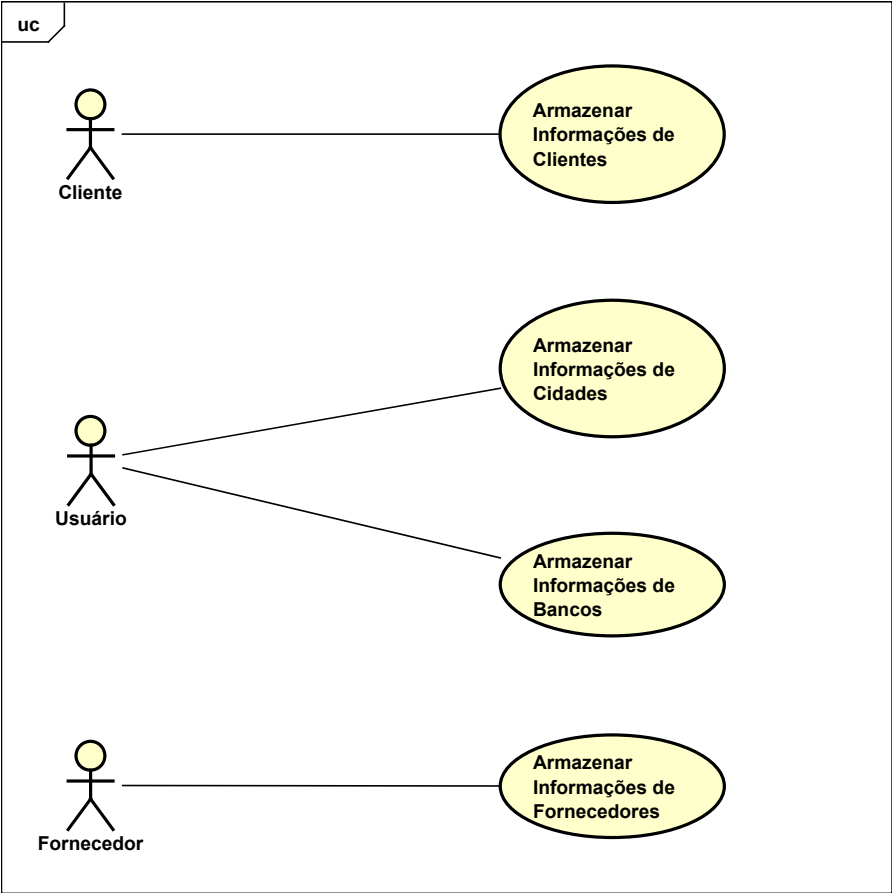 uc
Armazenar
Informações de
Clientes
Cliente
Armazenar
Informações de
Cidades
Usuário
Armazenar
Informações de
Bancos
Armazenar
Informações de
Fornecedores
Fornecedor